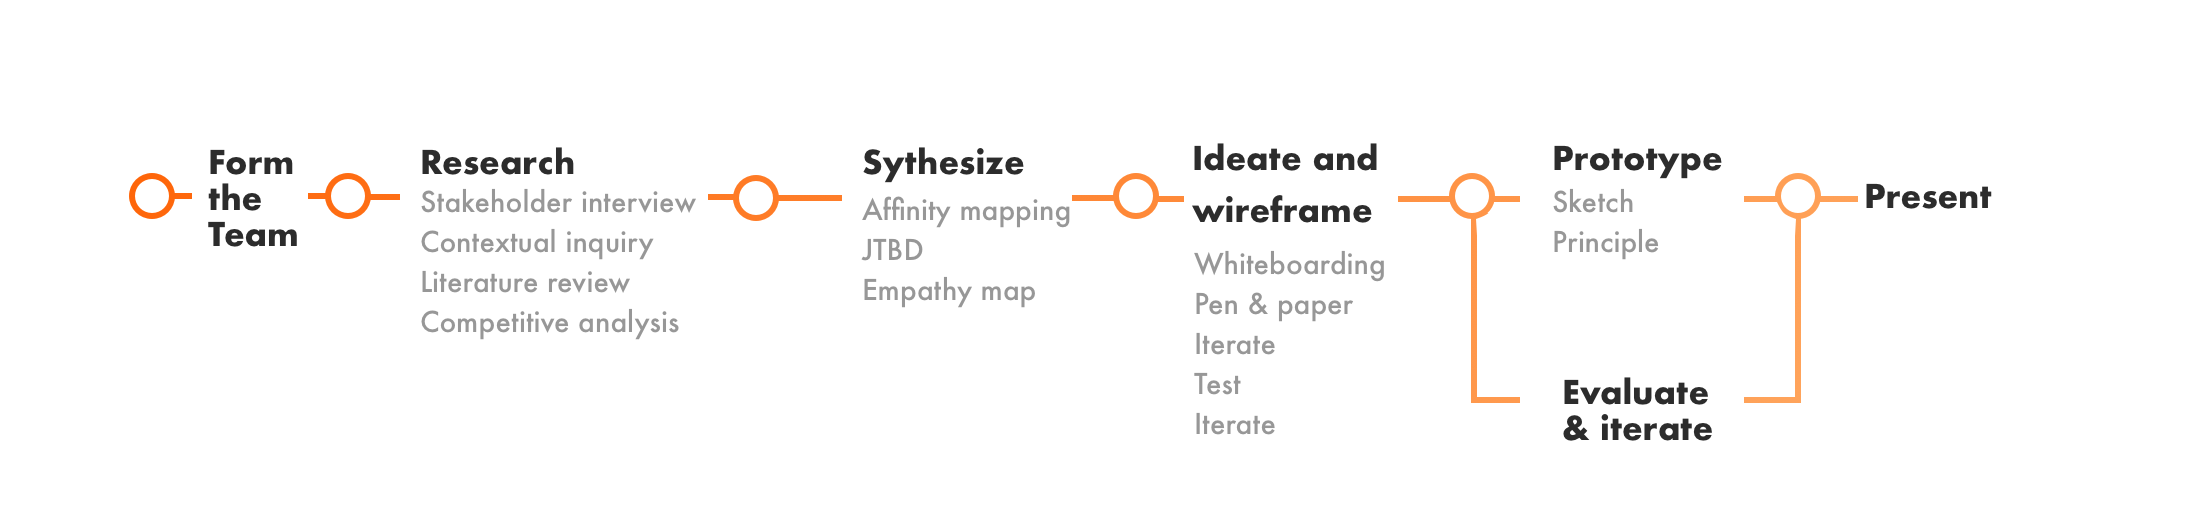 Form
the
Team
Research
Stakeholder interview
Contextual inquiry
Literature review
Competitive analysis
Sythesize
Affinity mapping
JTBD
Empathy map
Ideate and
wireframe
Whiteboarding
Pen & paper
Iterate
Test
Iterate
Prototype
Sketch
Principle
Evaluate
& iterate
Present